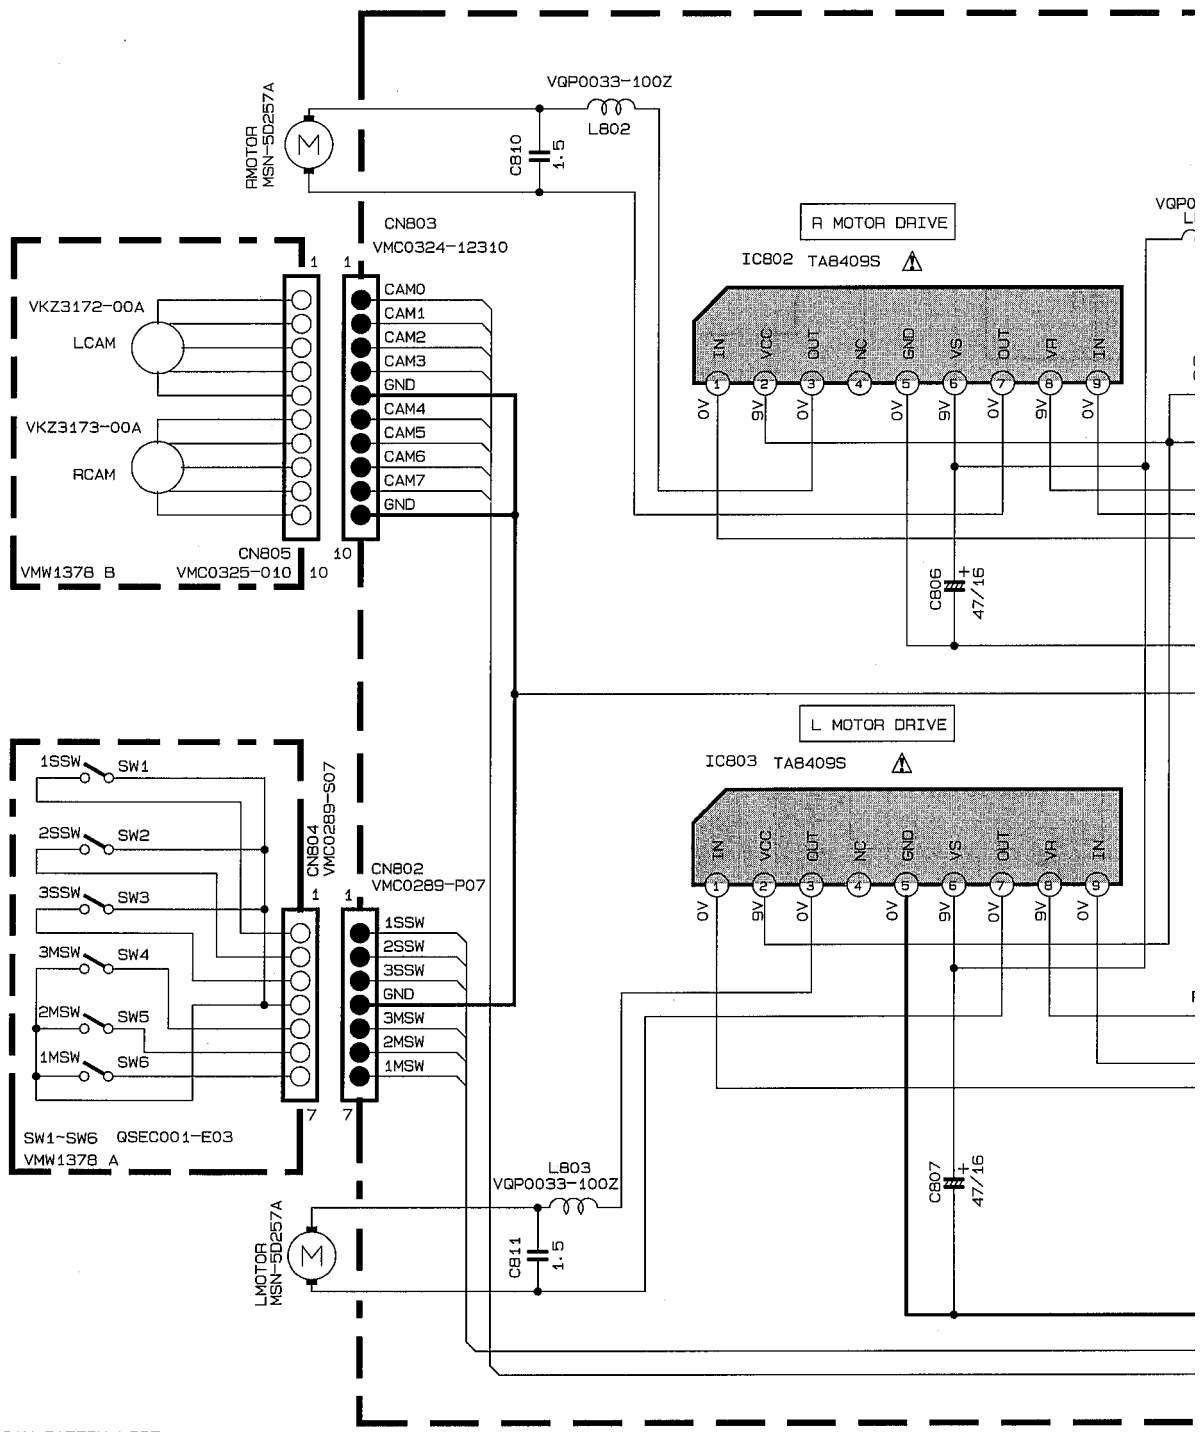 VQP0033-100Z
L802
RMOTOR
MSN-5D257A
M
C810
1.5
R MOTOR DRIVE
IC802 TA8409S
VQP0
CN803
VMC0324-12310
1
1
VKZ3172-00A
LCAM
VKZ3173-00A
RCAM
CAM0
CAM1
CAM2
CAM3
GND
CAM4
CAM5
CAM6
CAM7
GND
CN805
VMC0325-010
10
10
VMW1378 B
IN
VCC
OUT
NC
GND
VS
OUT
VR
IN
1
2
3
4
5
6
7
8
9
0V
9V
0V
0V
9V
0V
9V
0V
C806
+
47/16
L MOTOR DRIVE
IC803 TA8409S
IN
VCC
OUT
NC
GND
VS
OUT
VR
IN
1
2
3
4
5
6
7
8
9
0V
9V
0V
0V
9V
0V
9V
0V
C807
+
47/16
1SSW SW1
2SSW SW2
3SSW SW3
3MSW SW4
2MSW SW5
1MSW SW6
CN804
VMC0289-S07
CN802
VMC0289-P07
1
1
1SSW
2SSW
3SSW
GND
3MSW
2MSW
1MSW
7
7
SW1~SW6 QSEC001-E03
VMW1378 A
L803
VQP0033-100Z
LMOTOR
MSN-5D257A
M
C811
1.5